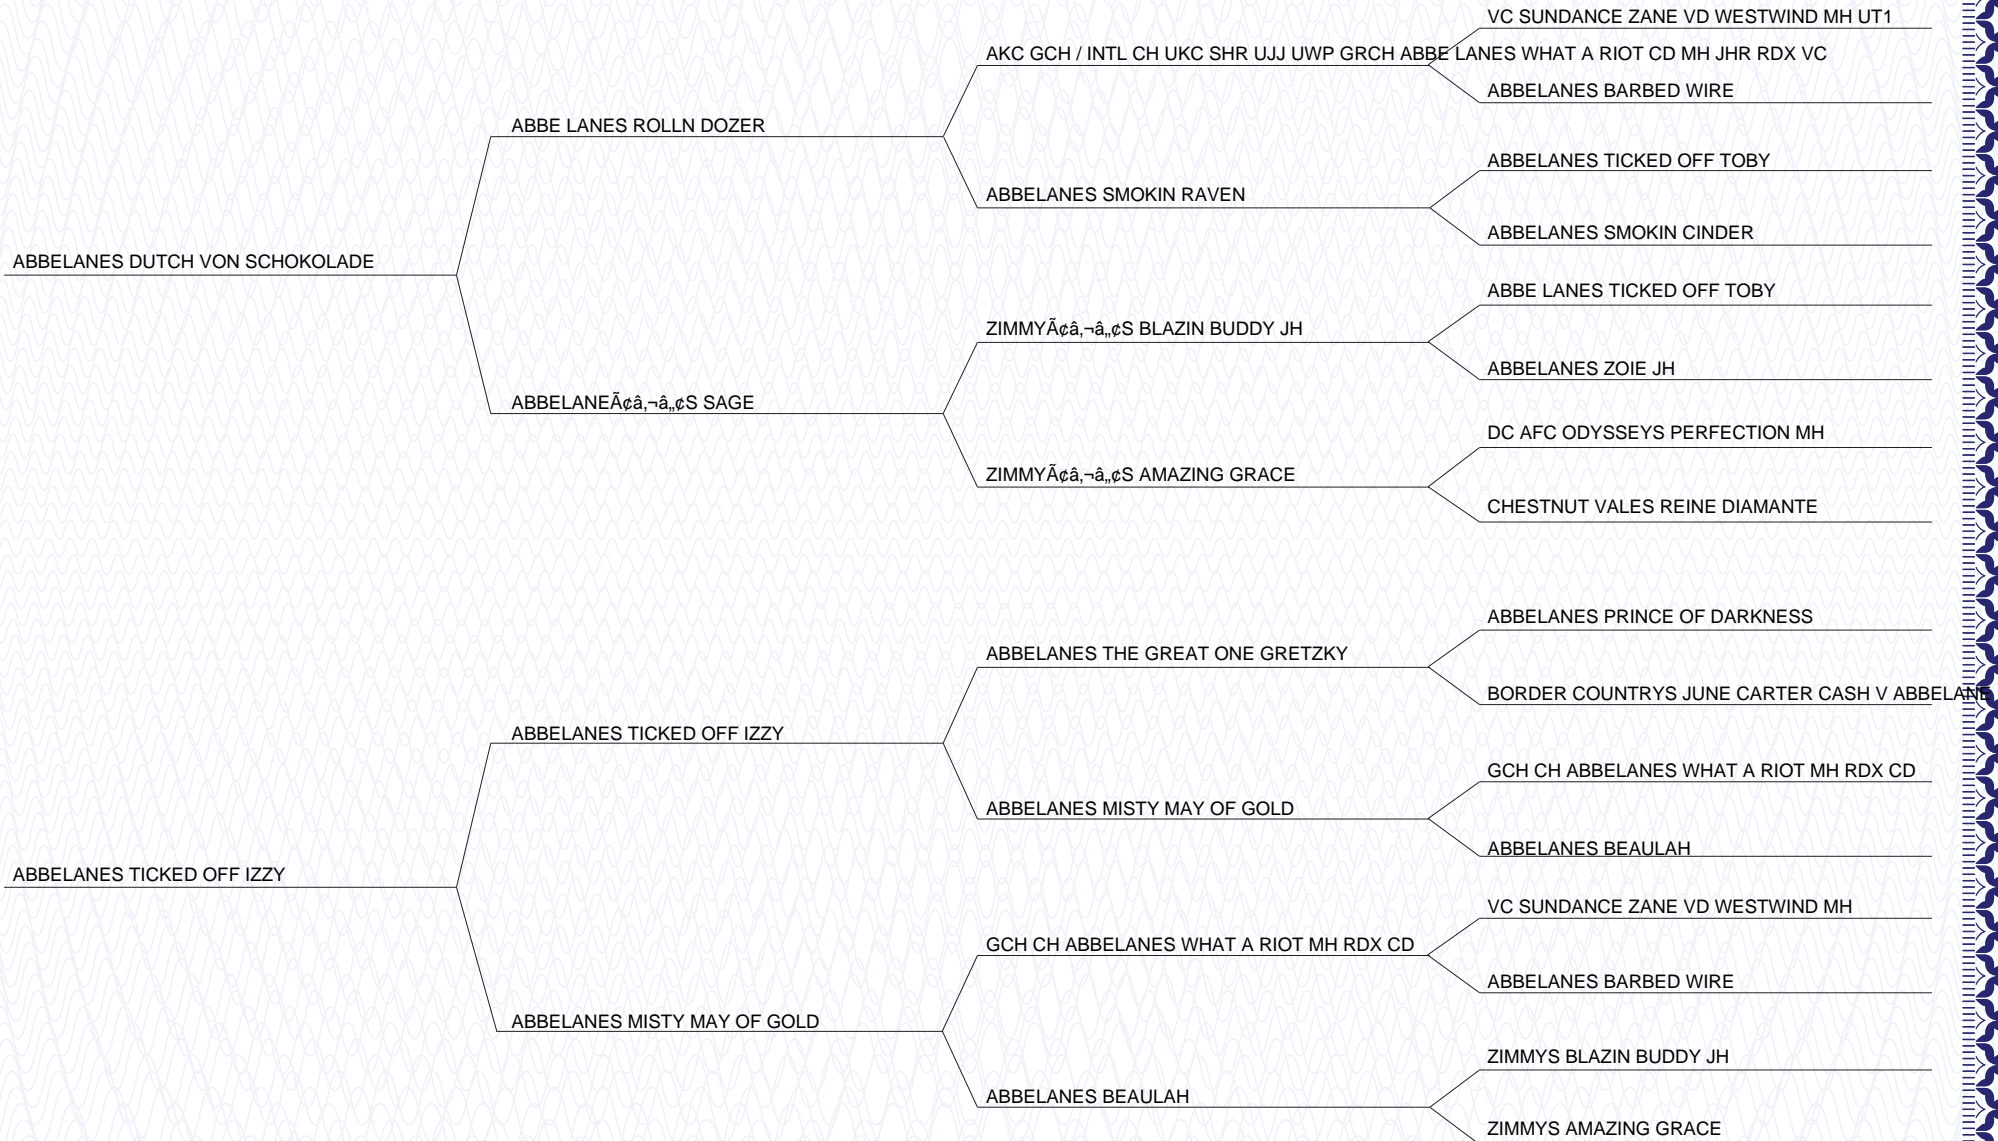 VC SUNDANCE ZANE VD WESTWIND MH UT1
AKC GCH / INTL CH UKC SHR UJJ UWP GRCH ABBE LANES WHAT A RIOT CD MH JHR RDX VC
ABBELANES BARBED WIRE
ABBE LANES ROLLN DOZER
ABBELANES TICKED OFF TOBY
ABBELANES SMOKIN RAVEN
ABBELANES SMOKIN CINDER
ABBELANES DUTCH VON SCHOKOLADE
ABBE LANES TICKED OFF TOBY
ZIMMYÃ¢â‚¬â„¢S BLAZIN BUDDY JH
ABBELANES ZOIE JH
ABBELANEÃ¢â‚¬â„¢S SAGE
DC AFC ODYSSEYS PERFECTION MH
ZIMMYÃ¢â‚¬â„¢S AMAZING GRACE
CHESTNUT VALES REINE DIAMANTE
ABBELANES PRINCE OF DARKNESS
ABBELANES THE GREAT ONE GRETZKY
BORDER COUNTRYS JUNE CARTER CASH V ABBELANE
ABBELANES TICKED OFF IZZY
GCH CH ABBELANES WHAT A RIOT MH RDX CD
ABBELANES MISTY MAY OF GOLD
ABBELANES BEAULAH
ABBELANES TICKED OFF IZZY
VC SUNDANCE ZANE VD WESTWIND MH
GCH CH ABBELANES WHAT A RIOT MH RDX CD
ABBELANES BARBED WIRE
ABBELANES MISTY MAY OF GOLD
ZIMMYS BLAZIN BUDDY JH
ABBELANES BEAULAH
ZIMMYS AMAZING GRACE